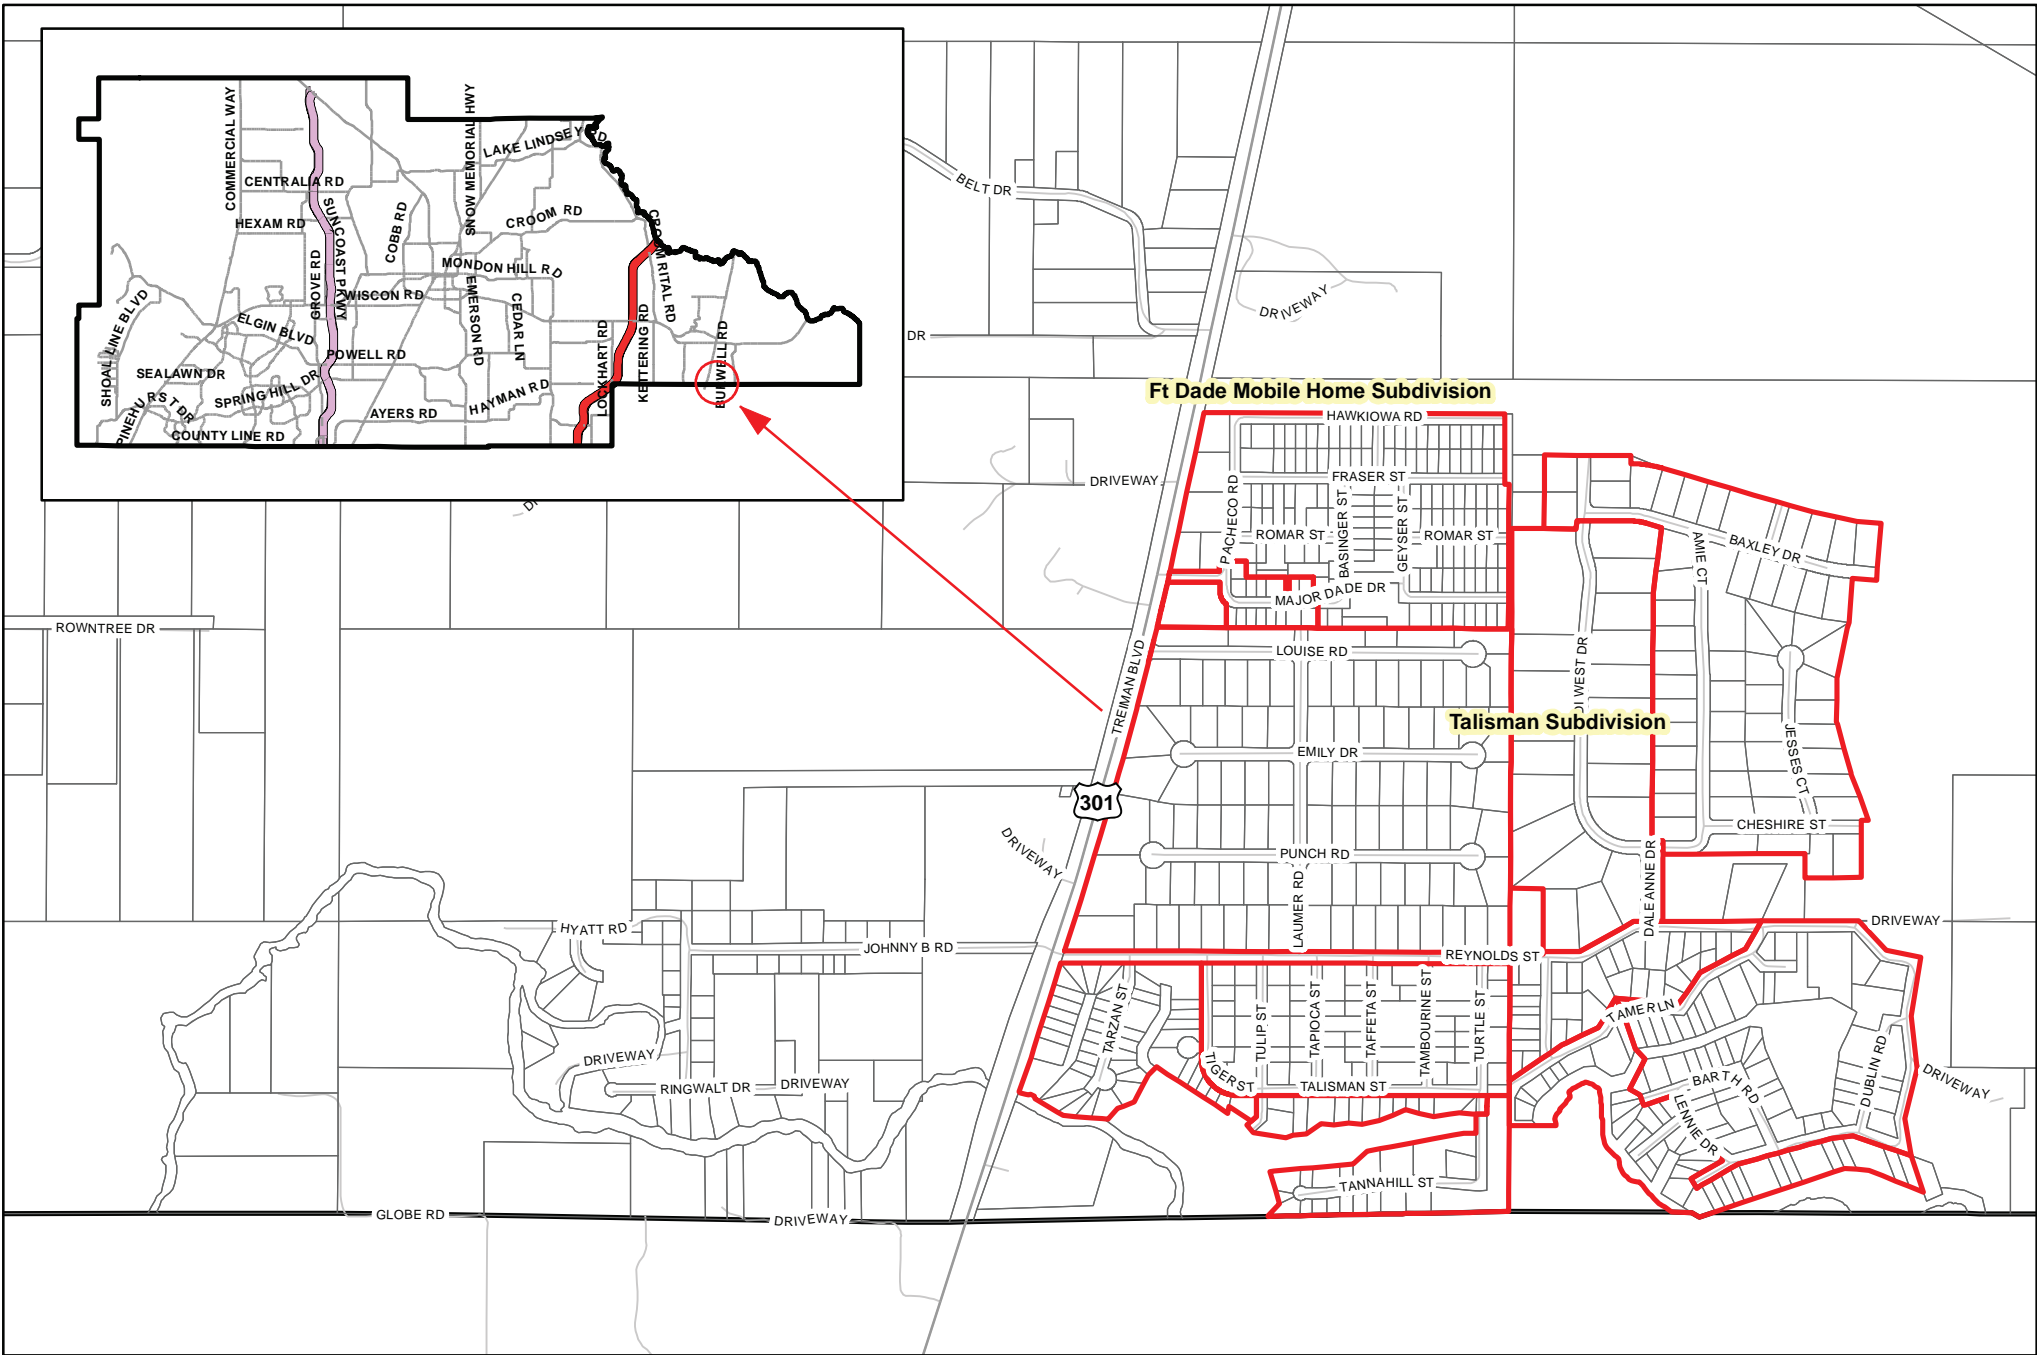 COMMERCIAL WAY
SNOW MEMORIAL HWY
LAKE LINDSEY RD
CENTRALIA RD
SUNCOAST PKWY
COBB RD
CROOM RD
CROOM RITAL RD
HEXAM RD
GROVE RD
MONDON HILL RD
WISCON RD
EMERSON RD
CEDAR LN
SHOAL LINE BLVD
ELGIN BLVD
POWELL RD
LOCKHART RD
KETTERING RD
BURWELL RD
SEALAWN DR
SPRING HILL DR
PINEHURST DR
AYERS RD
HAYMAN RD
COUNTY LINE RD
BELT DR
DRIVEWAY
DR
Ft Dade Mobile Home Subdivision
HAWKIOWA RD
DRIVEWAY
FRASER ST
PACHECO RD
BASINGER ST
GEYSER ST
ROMAR ST
ROMAR ST
MAJOR DADE DR
BAXLEY DR
AMIE CT
ROWNTREE DR
LOUISE RD
TREIMAN BLVD
DI WEST DR
Talisman Subdivision
EMILY DR
JESSES CT
301
CHESHIRE ST
DRIVEWAY
PUNCH RD
LAUMER RD
DALE ANNE DR
DRIVEWAY
HYATT RD
JOHNNY B RD
REYNOLDS ST
TARZAN ST
TULIP ST
TAPIOCA ST
TAFFETA ST
TAMBOURINE ST
TURTLE ST
TAMER LN
DRIVEWAY
RINGWALT DR
DRIVEWAY
TIGER ST
TALISMAN ST
BARTH RD
LENNIE DR
DUBLIN RD
DRIVEWAY
TANNAHILL ST
GLOBE RD
DRIVEWAY